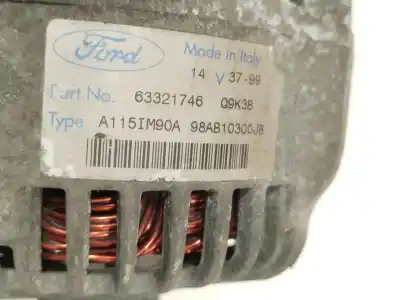 Ford
Made in Italy
14 V 37-99
Part No. 63321746 Q9K38
Type A115IM90A 98AB10300JB